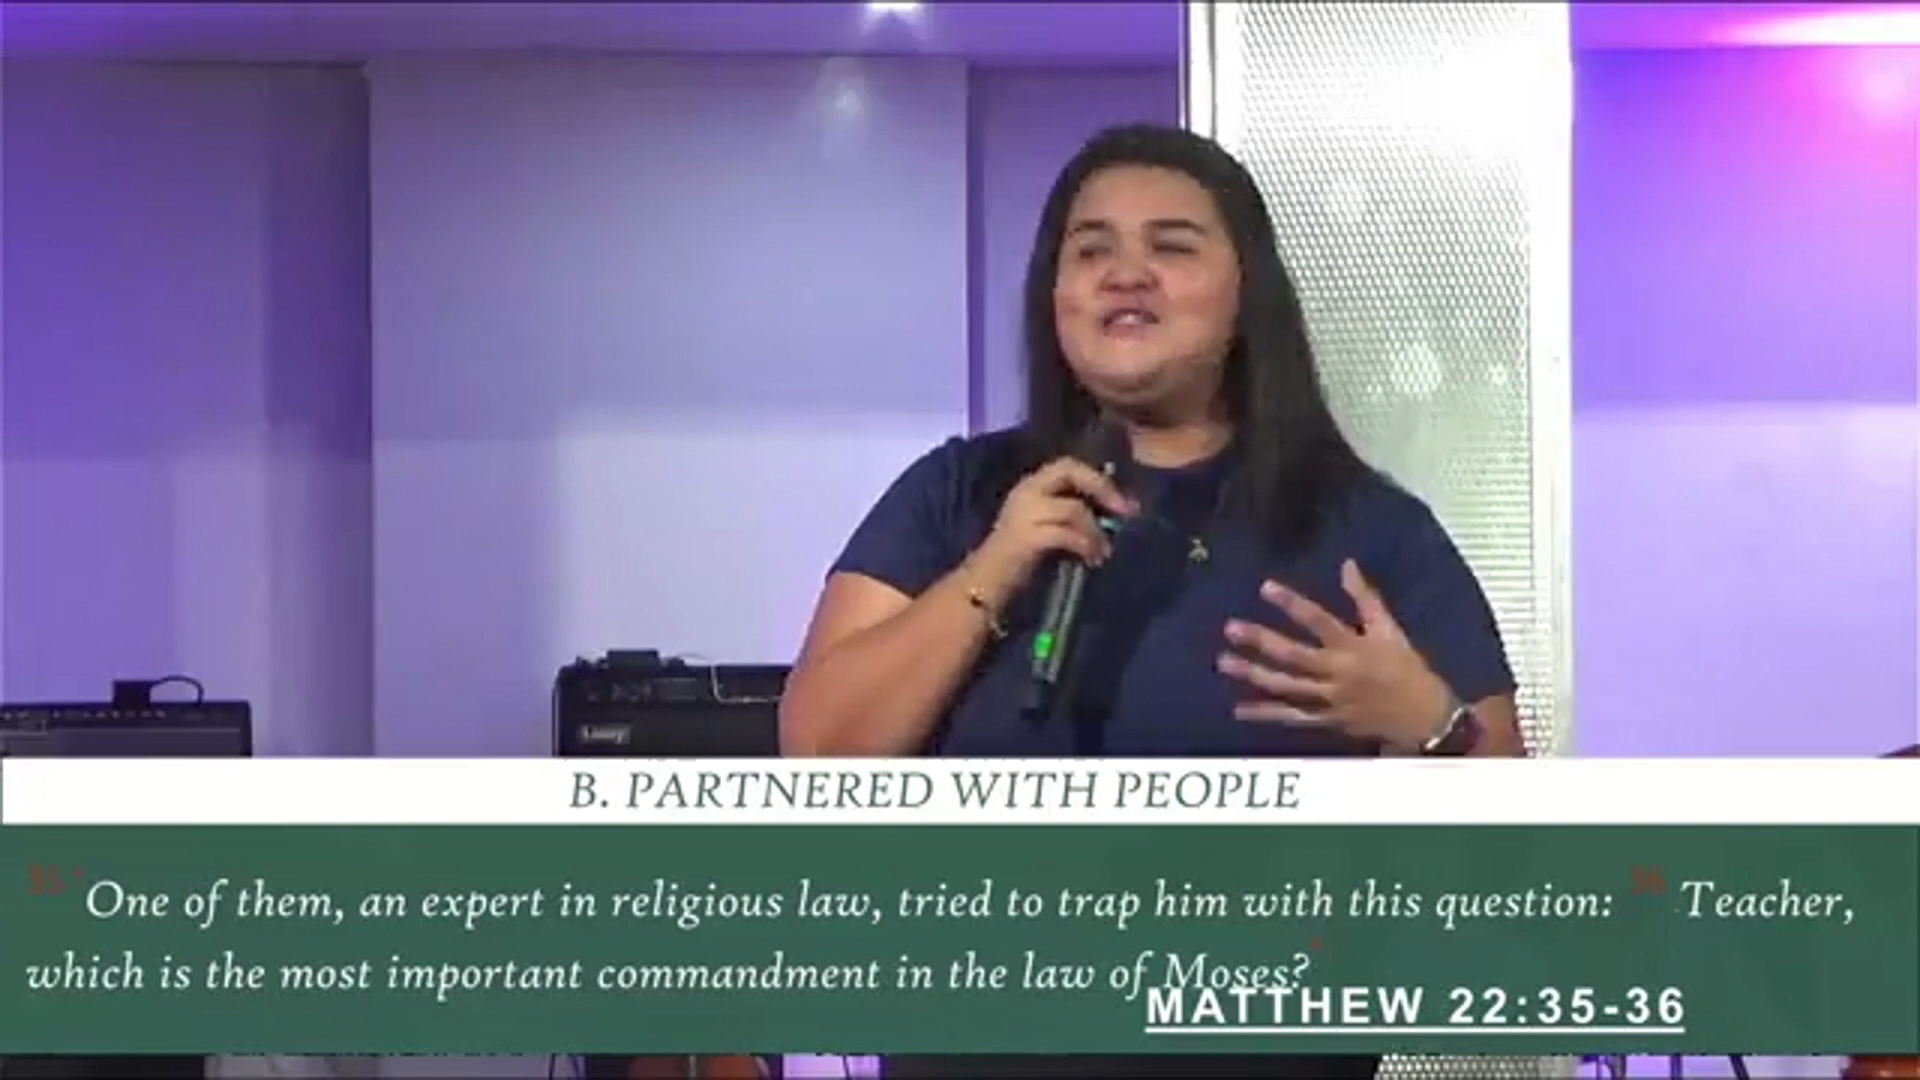 Laney
B. PARTNERED WITH PEOPLE
35 "One of them, an expert in religious law, tried to trap him with this question: 36 Teacher,
which is the most important commandment in the law of Moses?"
MATTHEW 22:35-36